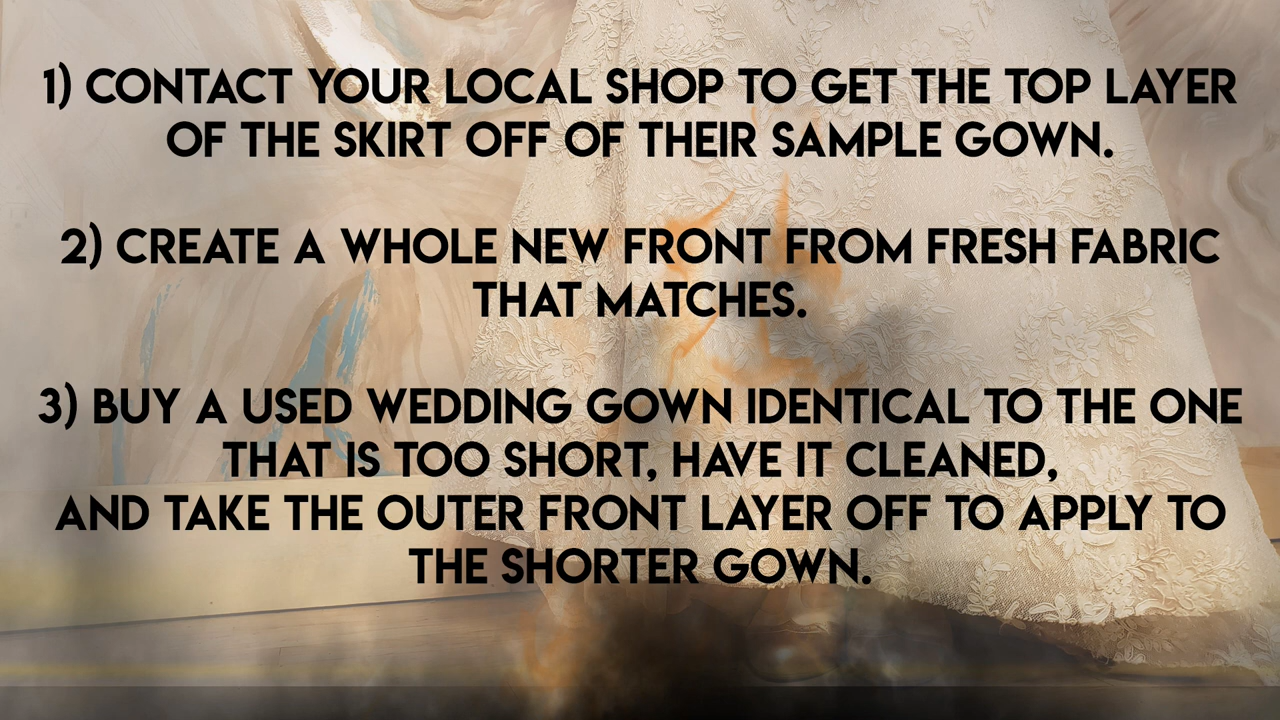 1) CONTACT YOUR LOCAL SHOP TO GET THE TOP LAYER
OF THE SKIRT OFF OF THEIR SAMPLE GOWN.
2) CREATE A WHOLE NEW FRONT FROM FRESH FABRIC
THAT MATCHES.
3) BUY A USED WEDDING GOWN IDENTICAL TO THE ONE
THAT IS TOO SHORT, HAVE IT CLEANED,
AND TAKE THE OUTER FRONT LAYER OFF TO APPLY TO
THE SHORTER GOWN.